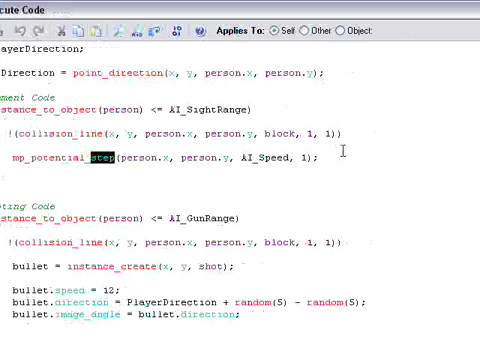 cute Code
Applies To: Self Other Object
ayerDirection;
Direction = point_direction(x, y, person.x, person.y);
ment Code
stance_to_object(person) <= AI_SightRange)
!(collision_line(x, y, person.x, person.y, block, 1, 1))
mp_potential_step(person.x, person.y, AI_Speed, 1);
ting Code
stance_to_object(person) <= AI_GunRange)
!(collision_line(x, y, person.x, person.y, block, 1, 1))
bullet = instance_create(x, y, shot);
bullet.speed = 12;
bullet.direction = PlayerDirection + random(5) - random(5);
bullet.image_angle = bullet.direction;